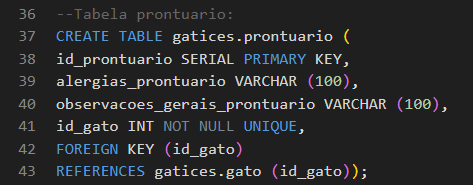 36 --Tabela prontuario:
37 CREATE TABLE gatices.prontuario (
38 id_prontuario SERIAL PRIMARY KEY,
39 alergias_prontuario VARCHAR (100),
40 observacoes_gerais_prontuario VARCHAR (100),
41 id_gato INT NOT NULL UNIQUE,
42 FOREIGN KEY (id_gato)
43 REFERENCES gatices.gato (id_gato));